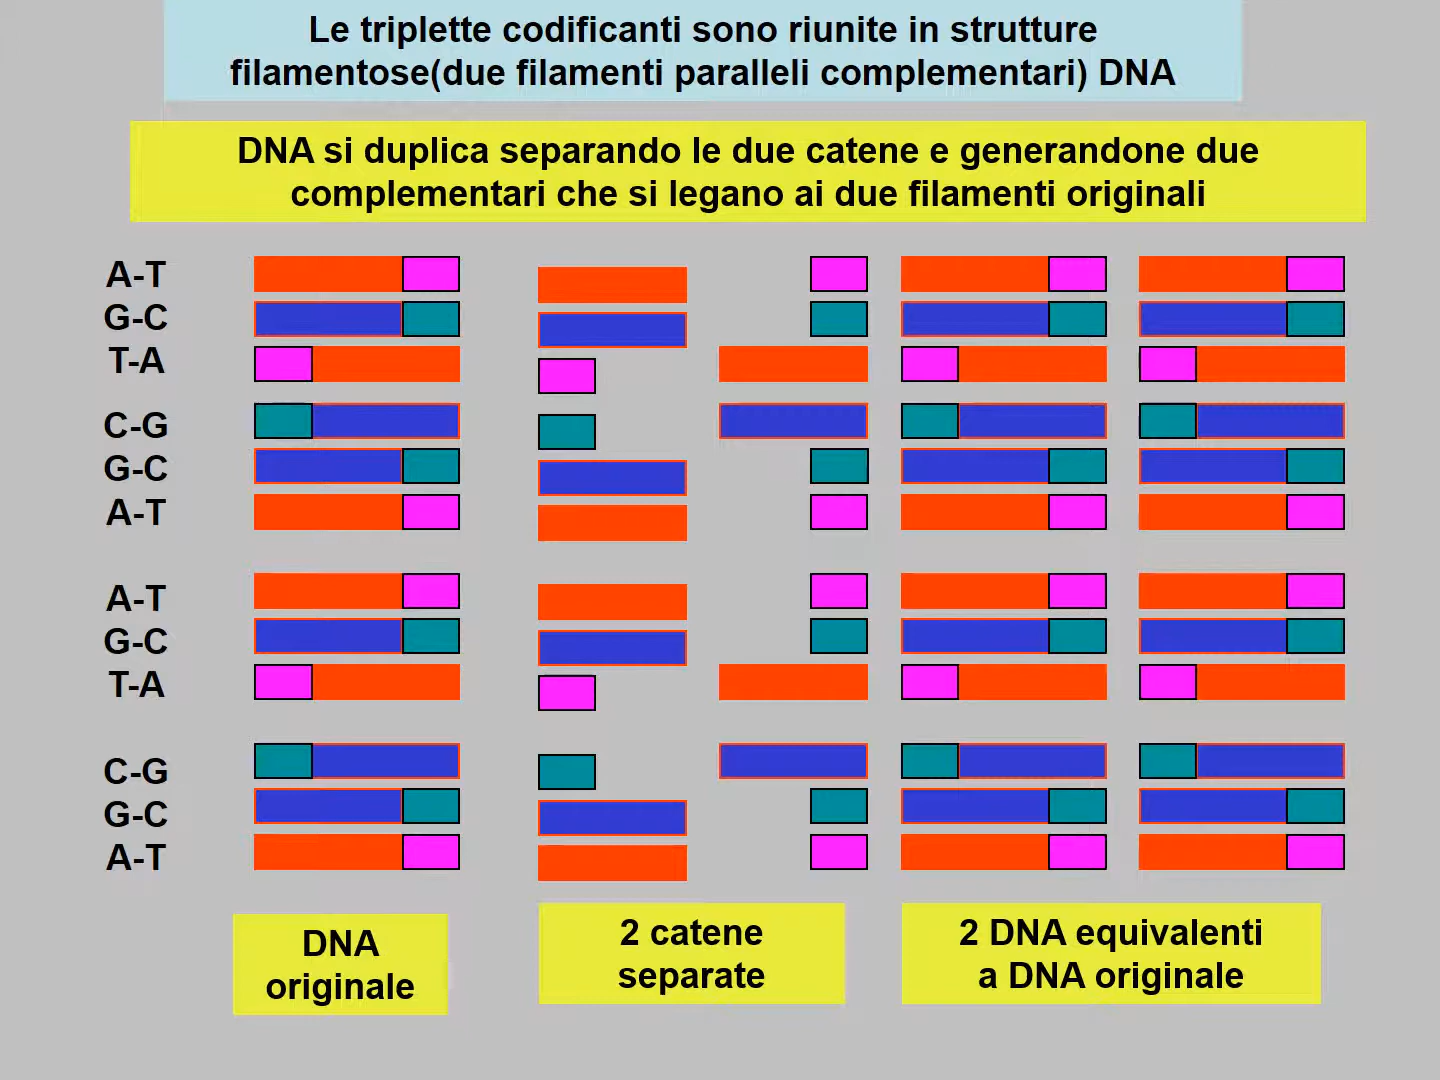 Le triplette codificanti sono riunite in strutture
filamentose(due filamenti paralleli complementari) DNA
DNA si duplica separando le due catene e generandone due
complementari che si legano ai due filamenti originali
A-T
G-C
T-A
C-G
G-C
A-T
A-T
G-C
T-A
C-G
G-C
A-T
DNA
originale
2 catene
separate
2 DNA equivalenti
a DNA originale